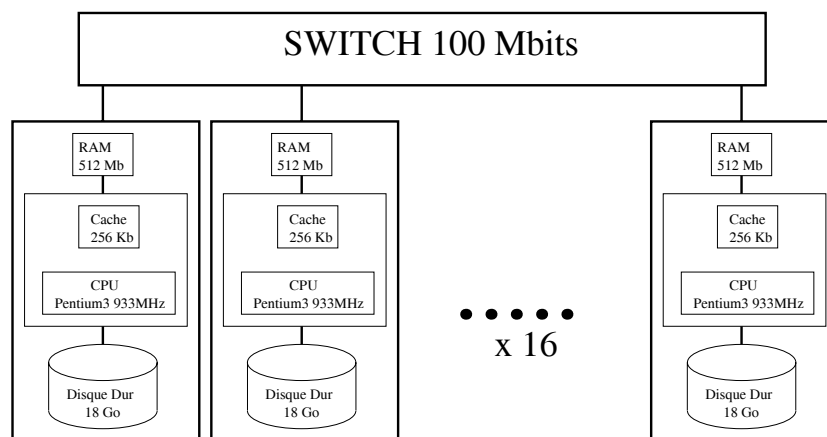 SWITCH 100 Mbits
RAM
512 Mb
Cache
256 Kb
CPU
Pentium3 933MHz
Disque Dur
18 Go
RAM
512 Mb
Cache
256 Kb
CPU
Pentium3 933MHz
Disque Dur
18 Go
x 16
RAM
512 Mb
Cache
256 Kb
CPU
Pentium3 933MHz
Disque Dur
18 Go